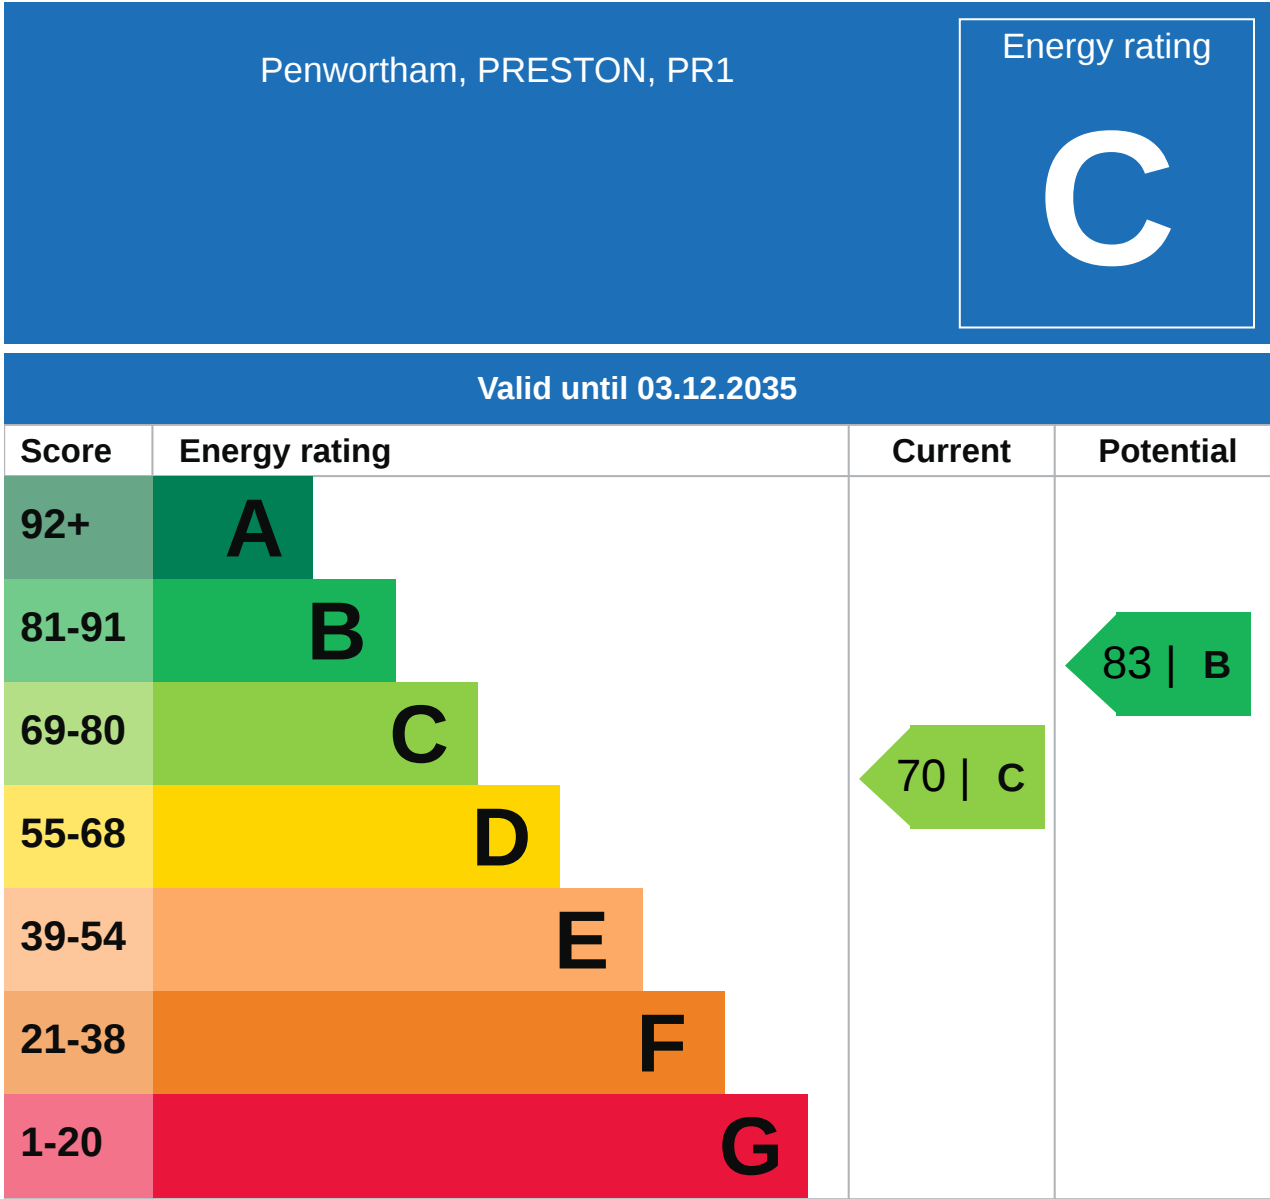 Penwortham, PRESTON, PR1
Energy rating
C
Valid until 03.12.2035
Score Energy rating Current Potential
92+ A
81-91 B
83 | B
69-80 C
70 | C
55-68 D
39-54 E
21-38 F
1-20 G